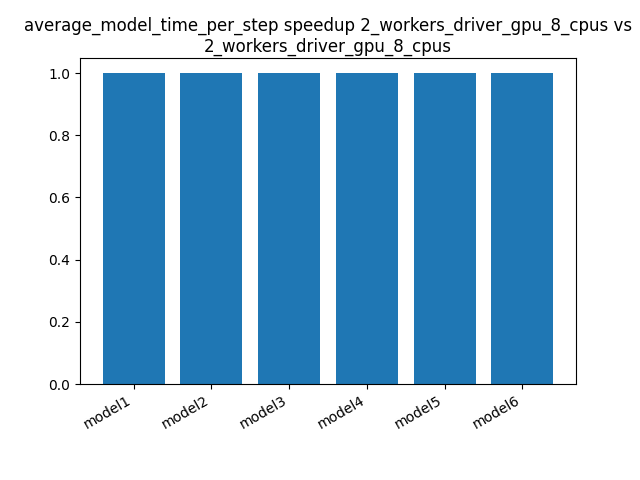 average_model_time_per_step speedup 2_workers_driver_gpu_8_cpus vs
2_workers_driver_gpu_8_cpus
1.0
0.8
0.6
0.4
0.2
0.0
model1
model2
model3
model4
model5
model6